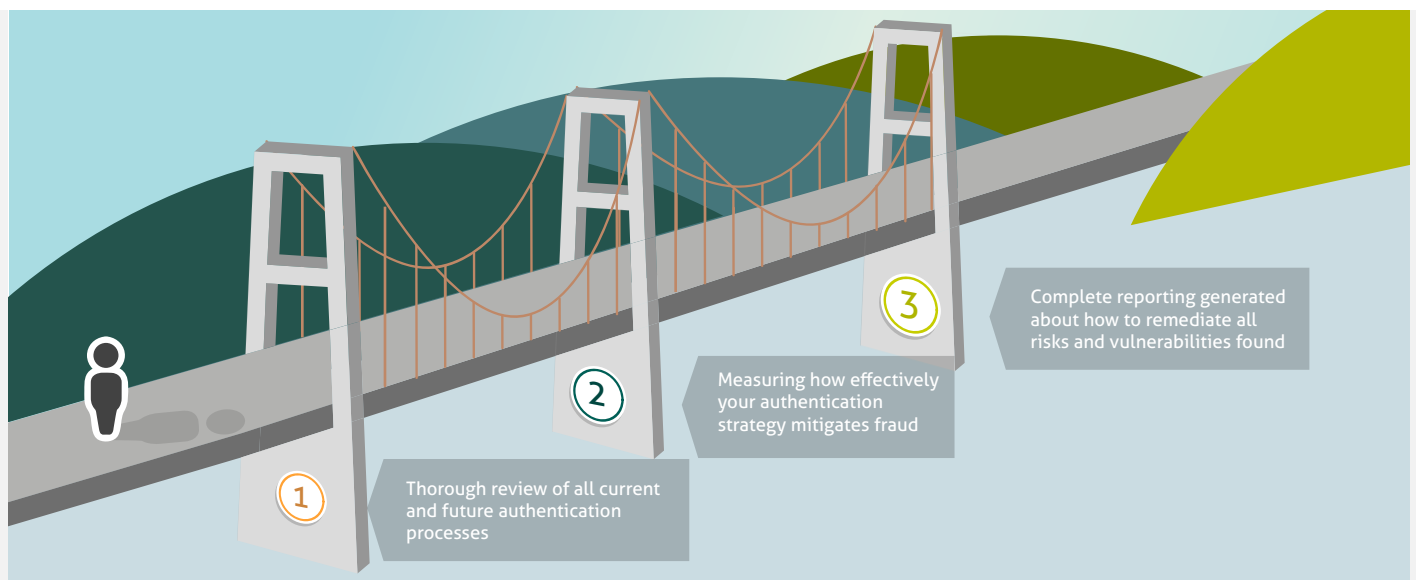 1
Thorough review of all current
and future authentication
processes
2
Measuring how effectively
your authentication
strategy mitigates fraud
3
Complete reporting generated
about how to remediate all
risks and vulnerabilities found